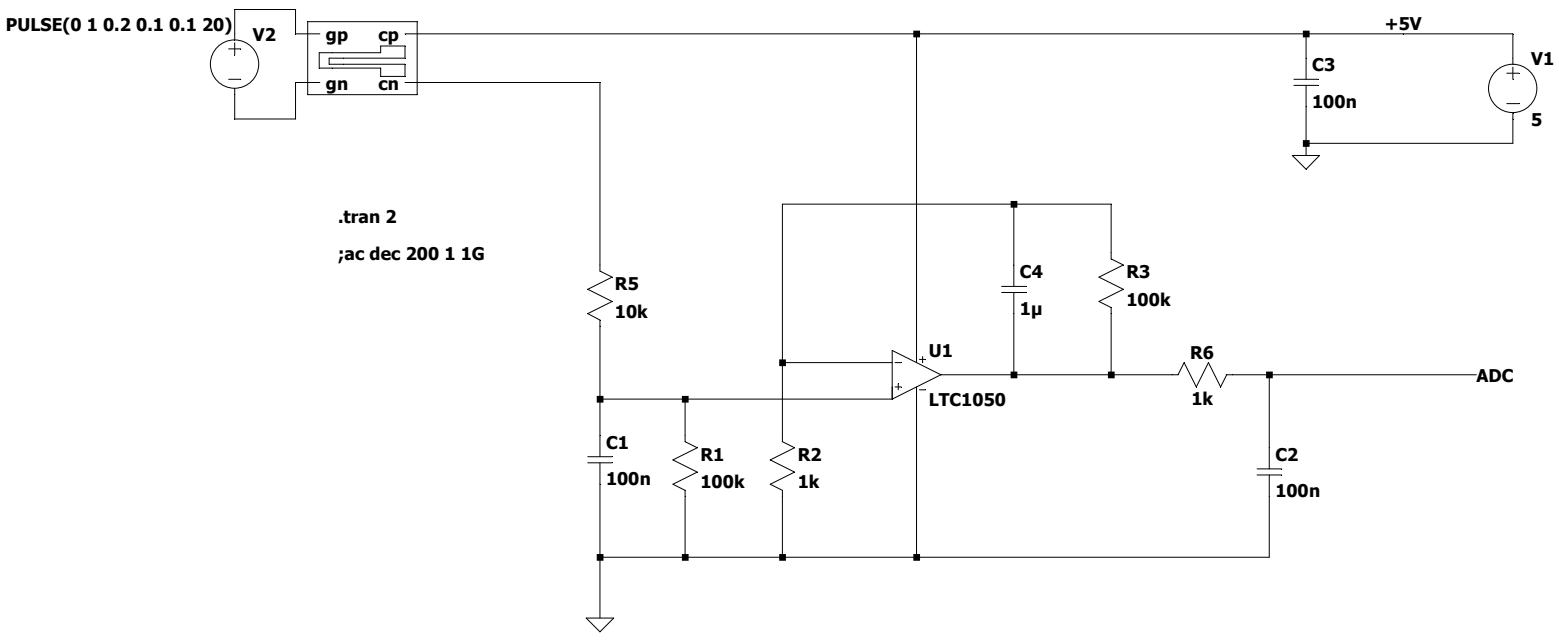 PULSE(0 1 0.2 0.1 0.1 20)
V2
gp
cp
gn
cn
+5V
C3
100n
V1
5
.tran 2
;ac dec 200 1 1G
R5
10k
C4
1µ
R3
100k
U1
LTC1050
R6
1k
ADC
C1
100n
R1
100k
R2
1k
C2
100n